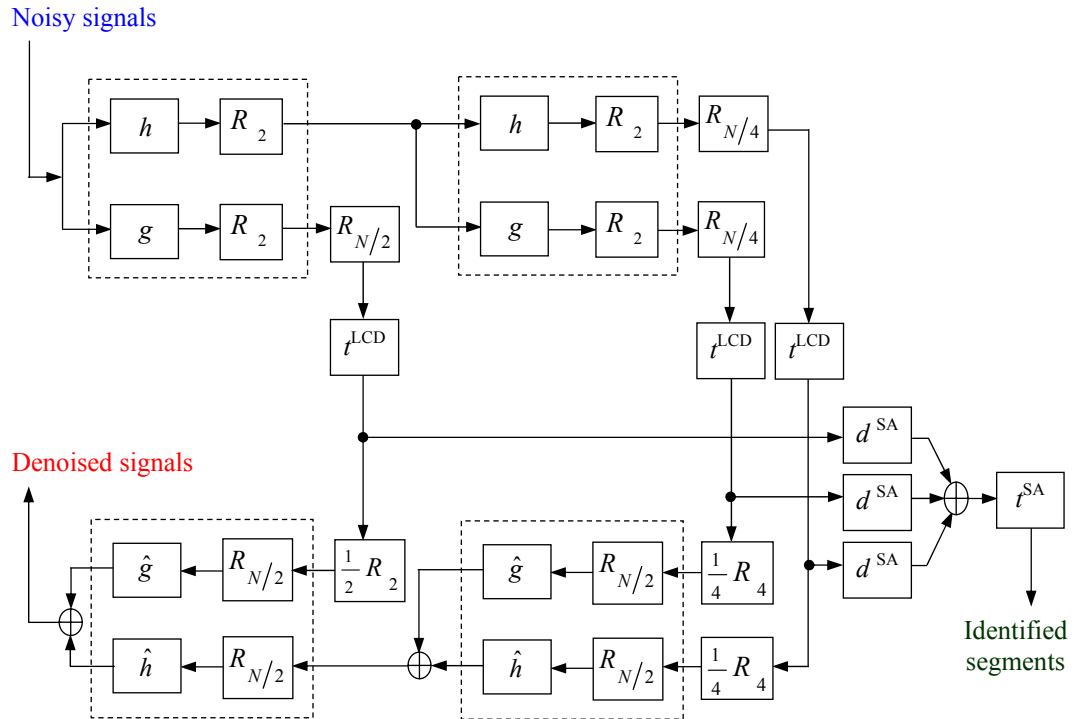 Noisy signals
h R 2 h R 2 R N/4
g R 2 R N/2 g R 2 R N/4
t LCD t LCD t LCD
d SA
Denoised signals
d SA t SA
ĝ R N/2 1/2 R 2 ĝ R N/2 1/4 R 4 d SA
ĥ R N/2 ĥ R N/2 1/4 R 4
Identified
segments